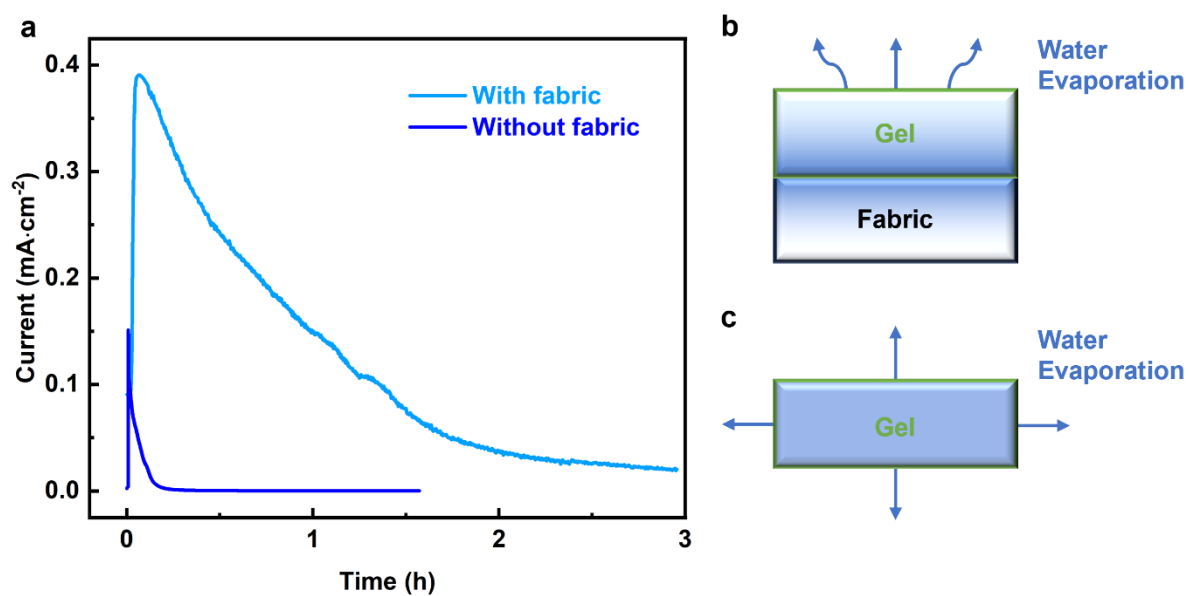 a
0.4
0.3
0.2
0.1
0.0
Current (mA·cm⁻²)
With fabric
Without fabric
0
1
2
3
Time (h)
b
Water
Evaporation
Gel
Fabric
c
Water
Evaporation
Gel